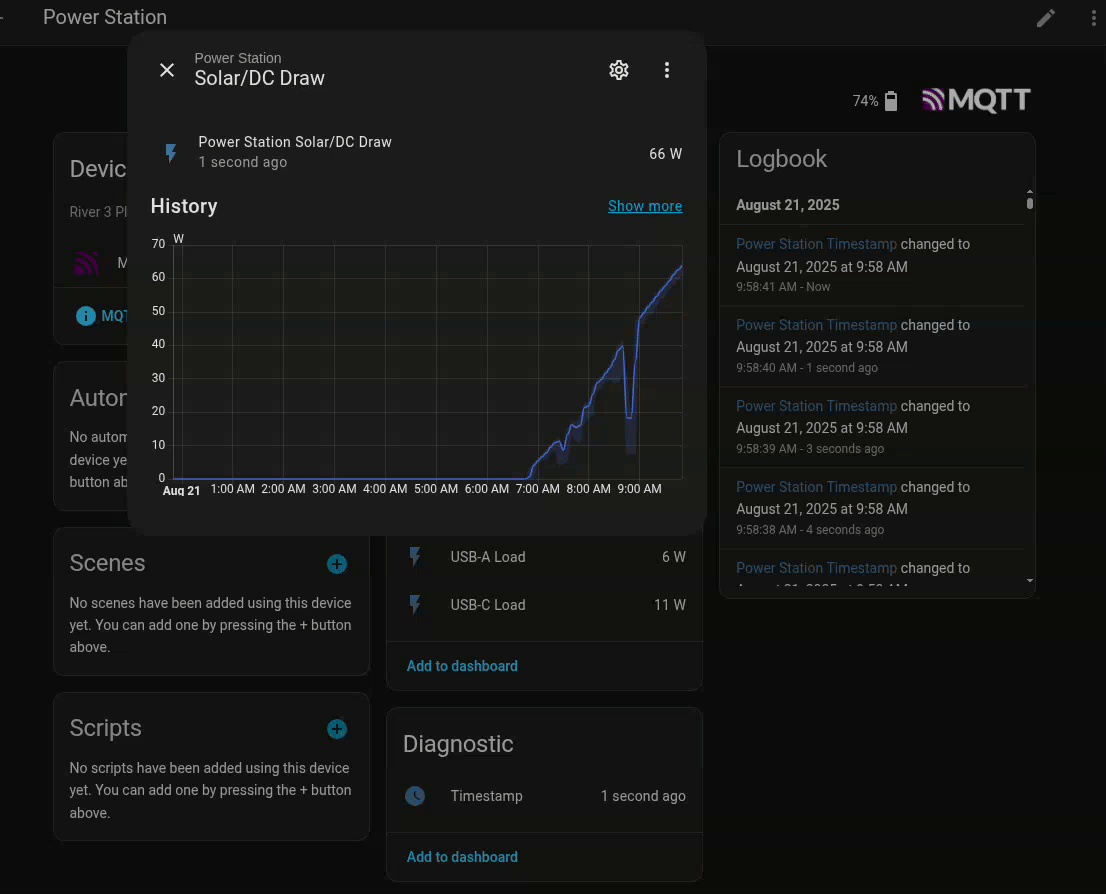 Power Station
Power Station
Solar/DC Draw
Power Station Solar/DC Draw
1 second ago
66 W
History
Show more
W
70
60
50
40
30
20
10
0
Aug 21 1:00 AM 2:00 AM 3:00 AM 4:00 AM 5:00 AM 6:00 AM 7:00 AM 8:00 AM 9:00 AM
74%
MQTT
Devic
River 3 Pl
M
MQT
Autor
No autom
device ye
button ab
Scenes
No scenes have been added using this device
yet. You can add one by pressing the + button
above.
Scripts
No scripts have been added using this device
yet. You can add one by pressing the + button
above.
USB-A Load 6 W
USB-C Load 11 W
Add to dashboard
Diagnostic
Timestamp 1 second ago
Add to dashboard
Logbook
August 21, 2025
Power Station Timestamp changed to
August 21, 2025 at 9:58 AM
9:58:41 AM - Now
Power Station Timestamp changed to
August 21, 2025 at 9:58 AM
9:58:40 AM - 1 second ago
Power Station Timestamp changed to
August 21, 2025 at 9:58 AM
9:58:39 AM - 3 seconds ago
Power Station Timestamp changed to
August 21, 2025 at 9:58 AM
9:58:38 AM - 4 seconds ago
Power Station Timestamp changed to